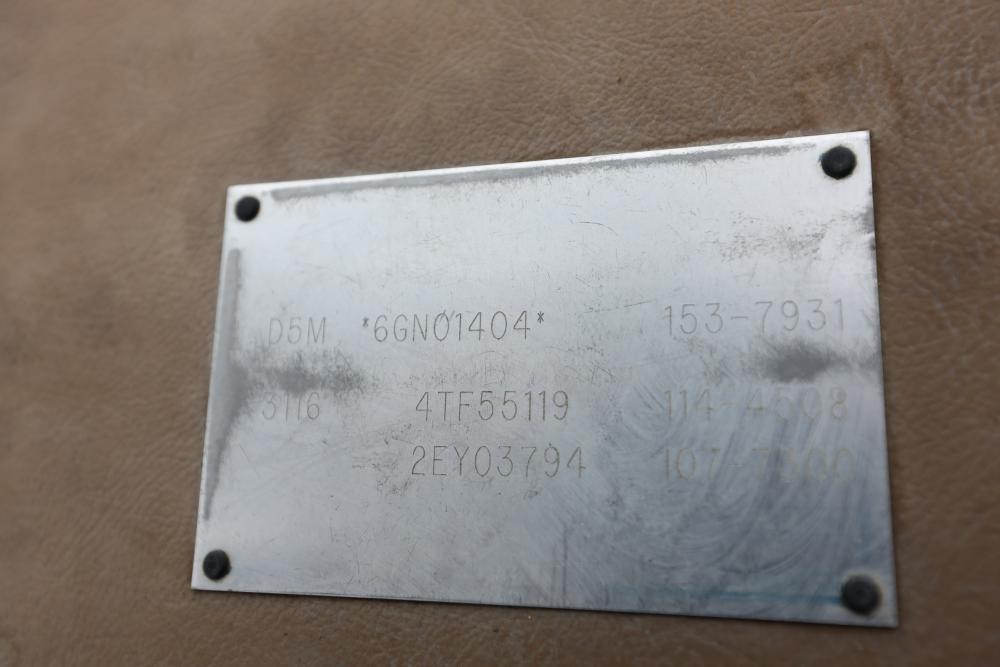 D5M *6GN01404* 153-7931
3116 4TF55119 114-4508
2EY03794